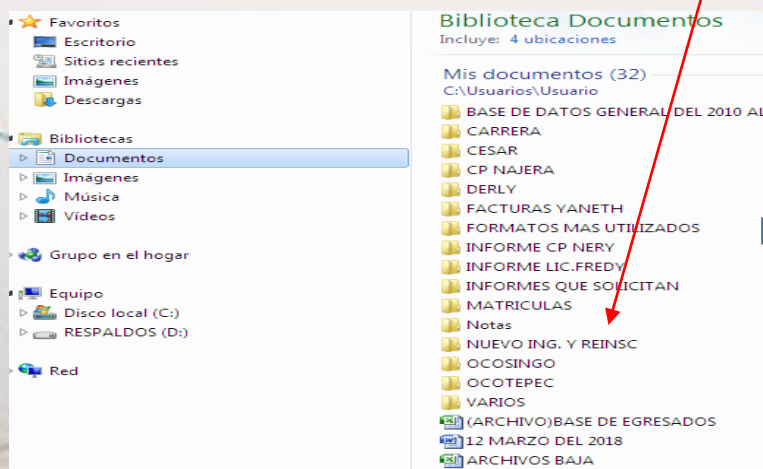 Favoritos
Escritorio
Sitios recientes
Imágenes
Descargas
Bibliotecas
Documentos
Imágenes
Música
Vídeos
Grupo en el hogar
Equipo
Disco local (C:)
RESPALDOS (D:)
Red
Biblioteca Documentos
Incluye: 4 ubicaciones
Mis documentos (32)
C:\Usuarios\Usuario
BASE DE DATOS GENERAL DEL 2010 AL
CARRERA
CESAR
CP NAJERA
DERLY
FACTURAS YANETH
FORMATOS MAS UTILIZADOS
INFORME CP NERY
INFORME LIC.FREDY
INFORMES QUE SOLICITAN
MATRICULAS
Notas
NUEVO ING. Y REINSC
OCOSINGO
OCOTEPEC
VARIOS
(ARCHIVO)BASE DE EGRESADOS
12 MARZO DEL 2018
ARCHIVOS BAJA